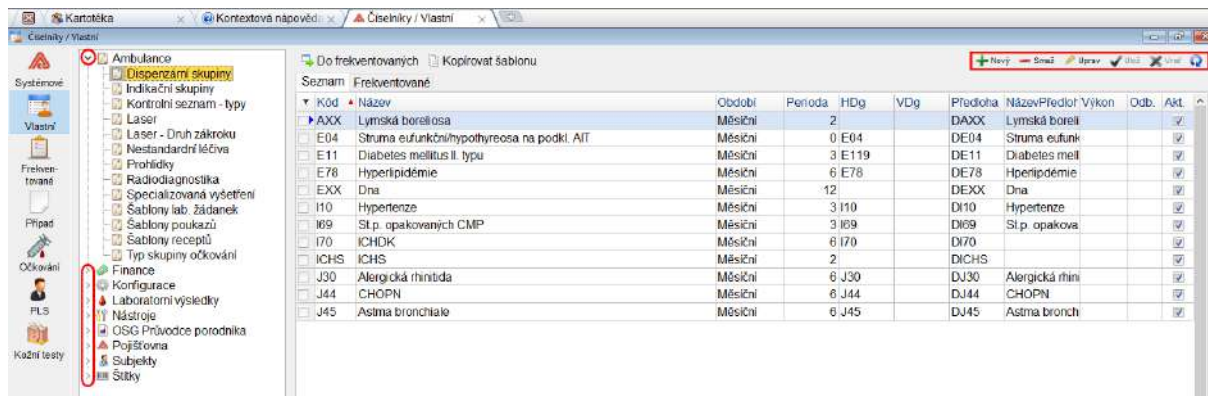 Kartotéka
Kontextová nápověd
Číselníky / Vlastní
Číselníky / Vlastní
Systémové
Vlastní
Frekven-
tované
Případ
Očkování
PLS
Kožní testy
Ambulance
Dispenzární skupiny
Indikační skupiny
Kontrolní seznam - typy
Laser
Laser - Druh zákroku
Nestandardní léčiva
Prohlídky
Radiodiagnostika
Specializovaná vyšetření
Šablony lab. žádanek
Šablony poukazů
Šablony receptů
Typ skupiny očkování
Finance
Konfigurace
Laboratorní výsledky
Nástroje
OSG Průvodce porodníka
Pojišťovna
Subjekty
Štítky
Do frekventovaných Kopírovat šablonu
Nový Smaž Uprav Ulož Vrať
Seznam Frekventované
Kód Název Období Perioda HDg VDg Předloha NázevPředloh Výkon Odb. Akt.
AXX Lymská boreliosa Měsíční 2 DAXX Lymská boreli
E04 Struma eufunkční/hypothyreosa na podkl. AIT Měsíční 0 E04 DE04 Struma eufunk
E11 Diabetes mellitus II. typu Měsíční 3 E119 DE11 Diabetes mell
E78 Hyperlipidémie Měsíční 6 E78 DE78 Hperlipdémie
EXX Dna Měsíční 12 DEXX Dna
I10 Hypertenze Měsíční 3 I10 DI10 Hypertenze
I69 St.p. opakovaných CMP Měsíční 3 I69 DI69 St.p. opakova
I70 ICHDK Měsíční 6 I70 DI70
ICHS ICHS Měsíční 2 DICHS
J30 Alergická rhinitida Měsíční 6 J30 DJ30 Alergická rhini
J44 CHOPN Měsíční 6 J44 DJ44 CHOPN
J45 Astma bronchiale Měsíční 6 J45 DJ45 Astma bronch